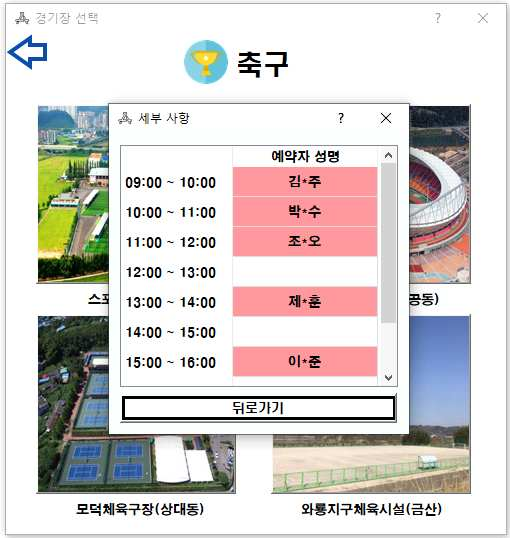 경기장 선택
축구
세부 사항
예약자 성명
09:00 ~ 10:00 김*주
10:00 ~ 11:00 박*수
11:00 ~ 12:00 조*오
12:00 ~ 13:00
13:00 ~ 14:00 제*훈
14:00 ~ 15:00
15:00 ~ 16:00 이*준
뒤로가기
스포
공동)
모덕체육구장(상대동)
와룡지구체육시설(금산)